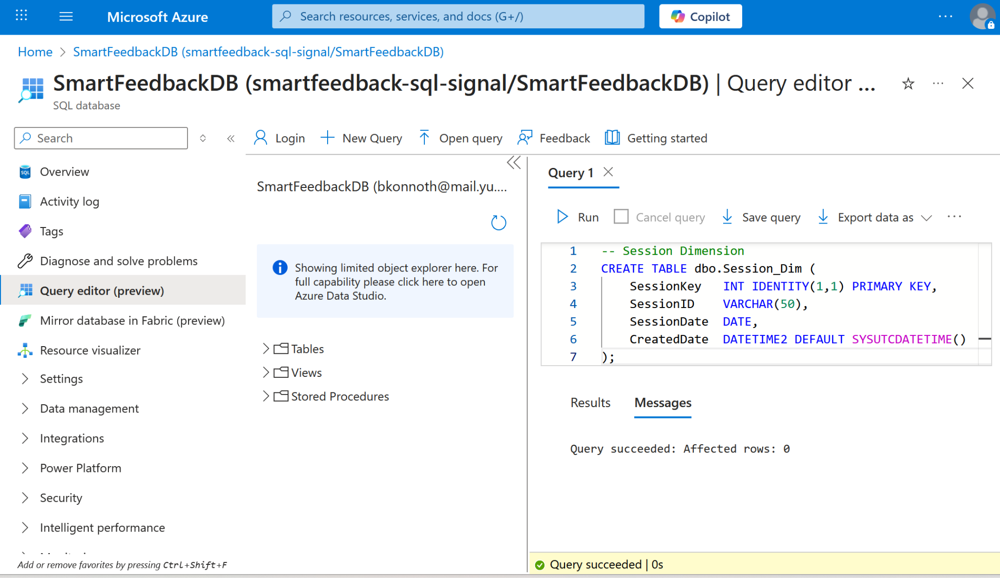 Microsoft Azure
Search resources, services, and docs (G+/)
Copilot
Home > SmartFeedbackDB (smartfeedback-sql-signal/SmartFeedbackDB)
SmartFeedbackDB (smartfeedback-sql-signal/SmartFeedbackDB) | Query editor ...
SQL database
Search
Overview
Activity log
Tags
Diagnose and solve problems
Query editor (preview)
Mirror database in Fabric (preview)
Resource visualizer
Settings
Data management
Integrations
Power Platform
Security
Intelligent performance
Add or remove favorites by pressing Ctrl+Shift+F
Login
New Query
Open query
Feedback
Getting started
SmartFeedbackDB (bkonnoth@mail.yu....
Showing limited object explorer here. For
full capability please click here to open
Azure Data Studio.
Tables
Views
Stored Procedures
Query 1
Run
Cancel query
Save query
Export data as
1 -- Session Dimension
2 CREATE TABLE dbo.Session_Dim (
3 SessionKey INT IDENTITY(1,1) PRIMARY KEY,
4 SessionID VARCHAR(50),
5 SessionDate DATE,
6 CreatedDate DATETIME2 DEFAULT SYSUTCDATETIME()
7 );
Results
Messages
Query succeeded: Affected rows: 0
Query succeeded | 0s